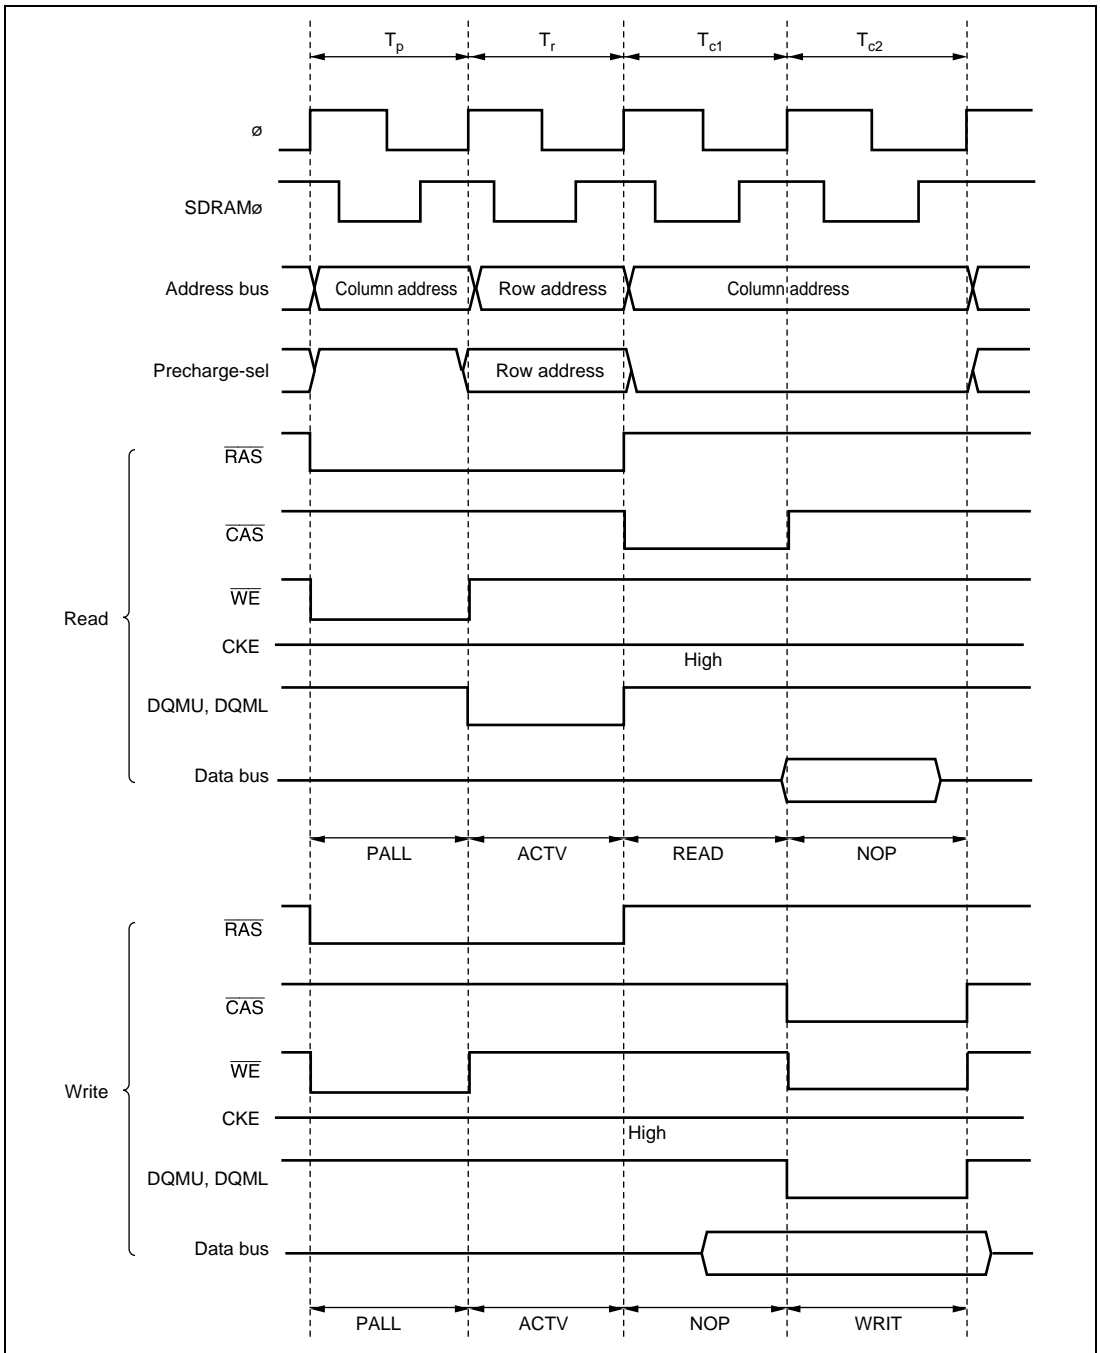 Tp Tr Tc1 Tc2
ø
SDRAMø
Address bus Column address Row address Column address
Precharge-sel Row address
Read
RAS
CAS
WE
CKE High
DQMU, DQML
Data bus
PALL ACTV READ NOP
Write
RAS
CAS
WE
CKE High
DQMU, DQML
Data bus
PALL ACTV NOP WRIT